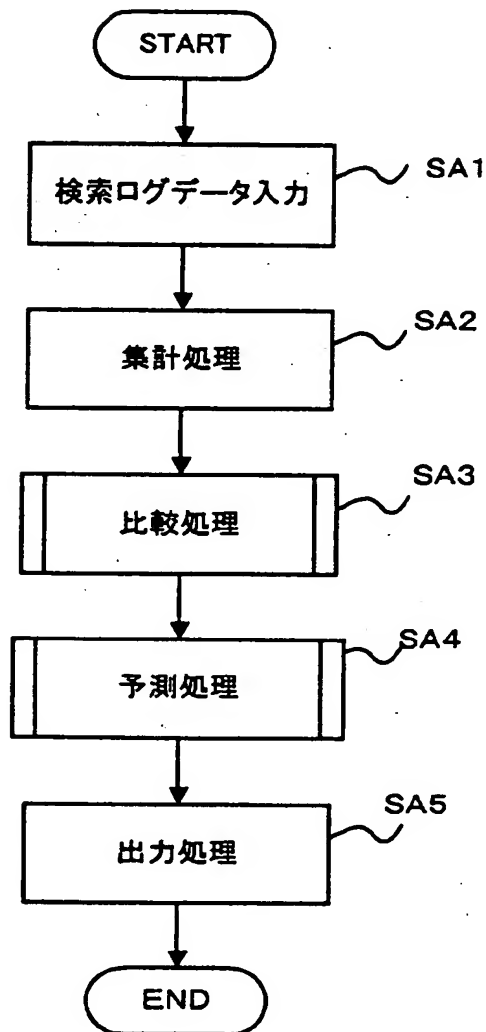 START
検索ログデータ入力
SA1
集計処理
SA2
比較処理
SA3
予測処理
SA4
出力処理
SA5
END